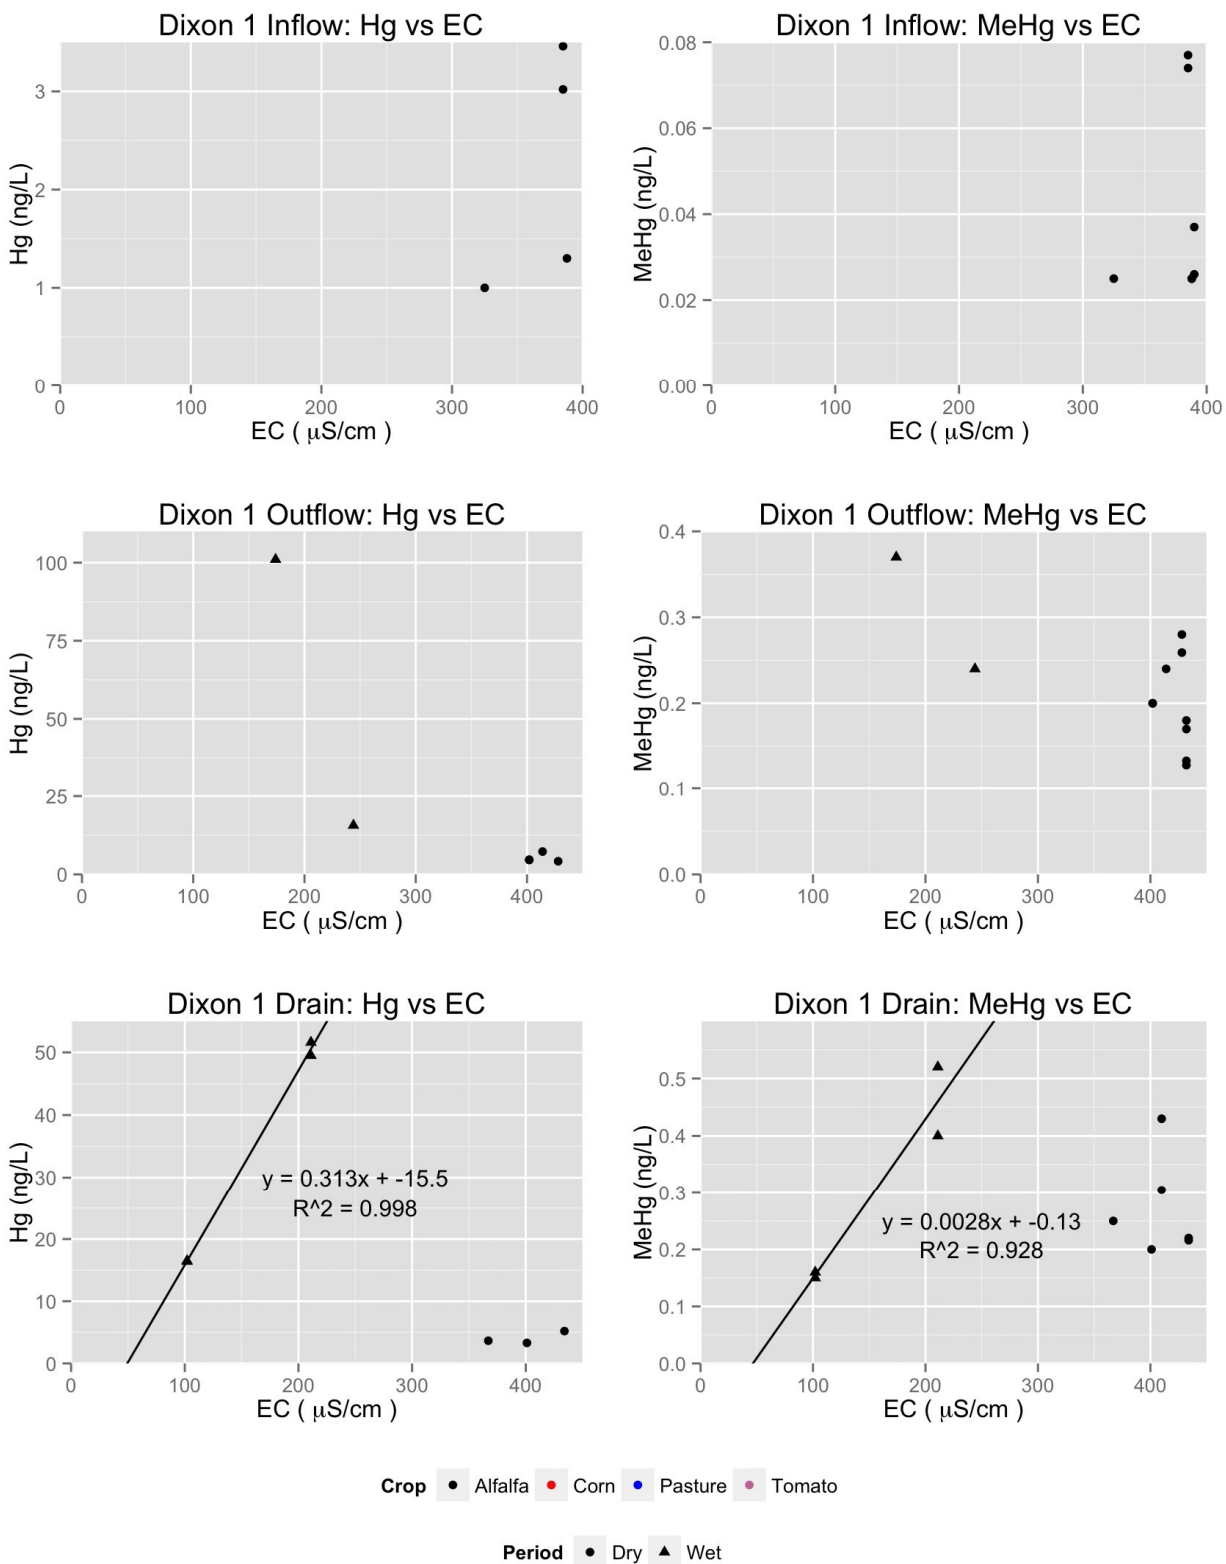 Dixon 1 Inflow: Hg vs EC
Hg (ng/L)
3
2
1
0
0 100 200 300 400
EC ( μS/cm )
Dixon 1 Inflow: MeHg vs EC
MeHg (ng/L)
0.08
0.06
0.04
0.02
0.00
0 100 200 300 400
EC ( μS/cm )
Dixon 1 Outflow: Hg vs EC
Hg (ng/L)
100
75
50
25
0
0 100 200 300 400
EC ( μS/cm )
Dixon 1 Outflow: MeHg vs EC
MeHg (ng/L)
0.4
0.3
0.2
0.1
0.0
0 100 200 300 400
EC ( μS/cm )
Dixon 1 Drain: Hg vs EC
Hg (ng/L)
50
40
30
20
10
0
y = 0.313x + -15.5
R^2 = 0.998
0 100 200 300 400
EC ( μS/cm )
Dixon 1 Drain: MeHg vs EC
MeHg (ng/L)
0.5
0.4
0.3
0.2
0.1
0.0
y = 0.0028x + -0.13
R^2 = 0.928
0 100 200 300 400
EC ( μS/cm )
Crop Alfalfa Corn Pasture Tomato
Period Dry Wet